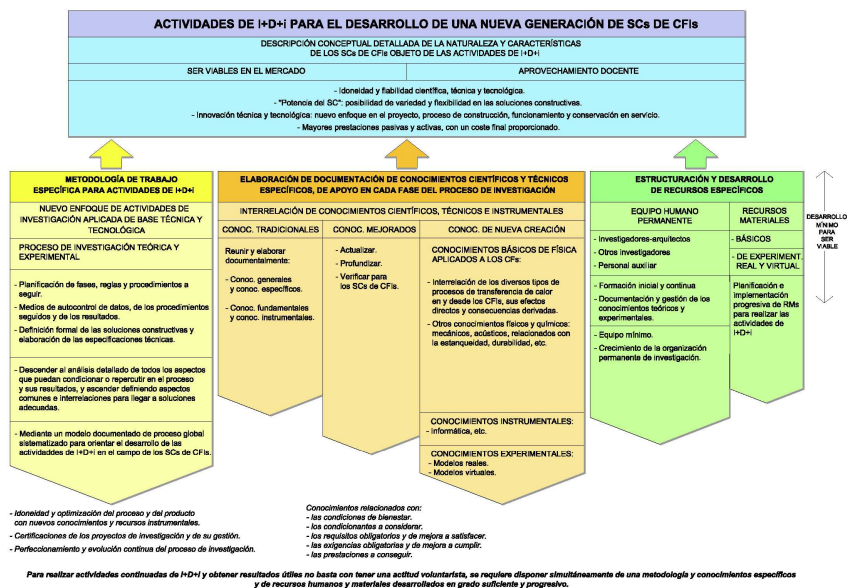 ACTIVIDADES DE I+D+i PARA EL DESARROLLO DE UNA NUEVA GENERACIÓN DE SCs DE CFIs
DESCRIPCIÓN CONCEPTUAL DETALLADA DE LA NATURALEZA Y CARACTERÍSTICAS
DE LOS SCs DE CFIs OBJETO DE LAS ACTIVIDADES DE I+D+i
SER VIABLES EN EL MERCADO
APROVECHAMIENTO DOCENTE
- Idoneidad y fiabilidad científica, técnica y tecnológica.
- "Potencia del SC": posibilidad de variedad y flexibilidad en las soluciones constructivas.
- Innovación técnica y tecnológica: nuevo enfoque en el proyecto, proceso de construcción, funcionamiento y conservación en servicio.
- Mayores prestaciones pasivas y activas, con un coste final proporcionado.
METODOLOGÍA DE TRABAJO
ESPECÍFICA PARA ACTIVIDADES DE I+D+i
NUEVO ENFOQUE DE ACTIVIDADES DE
INVESTIGACIÓN APLICADA DE BASE TÉCNICA Y
TECNOLÓGICA
PROCESO DE INVESTIGACIÓN TEÓRICA Y
EXPERIMENTAL
- Planificación de fases, reglas y procedimientos a
seguir.
- Medios de autocontrol de datos, de los procedimientos
seguidos y de los resultados.
- Definición formal de las soluciones constructivas y
elaboración de las especificaciones técnicas.
- Descender al análisis detallado de todos los aspectos
que puedan condicionar o repercutir en el proceso
y sus resultados, y ascender definiendo aspectos
comunes e interrelaciones para llegar a soluciones
adecuadas.
- Mediante un modelo documentado de proceso global
sistematizado para orientar el desarrollo de las
actividaddes de I+D+i en el campo de los SCs de CFIs.
ELABORACIÓN DE DOCUMENTACIÓN DE CONOCIMIENTOS CIENTÍFICOS Y TÉCNICOS
ESPECÍFICOS, DE APOYO EN CADA FASE DEL PROCESO DE INVESTIGACIÓN
INTERRELACIÓN DE CONOCIMIENTOS CIENTÍFICOS, TÉCNICOS E INSTRUMENTALES
CONOC. TRADICIONALES
Reunir y elaborar
documentalmente:
- Conoc. generales
y conoc. específicos.
- Conoc. fundamentales
y conoc. instrumentales.
CONOC. MEJORADOS
- Actualizar.
- Profundizar.
- Verificar para
los SCs de CFIs.
CONOC. DE NUEVA CREACIÓN
CONOCIMIENTOS BÁSICOS DE FÍSICA
APLICADOS A LOS CFs:
- Interrelación de los diversos tipos de
procesos de transferencia de calor
en y desde los CFIs, sus efectos
directos y consecuencias derivadas.
- Otros conocimientos físicos y químicos:
mecánicos, acústicos, relacionados con
la estanqueidad, durabilidad, etc.
CONOCIMIENTOS INSTRUMENTALES:
- Informática, etc.
CONOCIMIENTOS EXPERIMENTALES:
- Modelos reales.
- Modelos virtuales.
ESTRUCTURACIÓN Y DESARROLLO
DE RECURSOS ESPECÍFICOS
EQUIPO HUMANO
PERMANENTE
- Investigadores-arquitectos
- Otros investigadores
- Personal auxiliar
- Formación inicial y continua
- Documentación y gestión de los
conocimientos teóricos y
experimentales.
- Equipo mínimo.
- Crecimiento de la organización
permanente de investigación.
RECURSOS
MATERIALES
- BÁSICOS
- DE EXPERIMENT.
REAL Y VIRTUAL
Planificación e
implementación
progresiva de RMs
para realizar las
actividades de
I+D+i
DESARROLLO
MÍNIMO
PARA
SER
VIABLE
- Idoneidad y optimización del proceso y del producto
con nuevos conocimientos y recursos instrumentales.
- Certificaciones de los proyectos de investigación y de su gestión.
- Perfeccionamiento y evolución continua del proceso de investigación.
Conocimientos relacionados con:
- las condiciones de bienestar.
- los condicionantes a considerar.
- los requisitos obligatorios y de mejora a satisfacer.
- las exigencias obligatorias y de mejora a cumplir.
- las prestaciones a conseguir.
Para realizar actividades continuadas de I+D+i y obtener resultados útiles no basta con tener una actitud voluntarista, se requiere disponer simultáneamente de una metodología y conocimientos específicos
y de recursos humanos y materiales desarrollados en grado suficiente y progresivo.